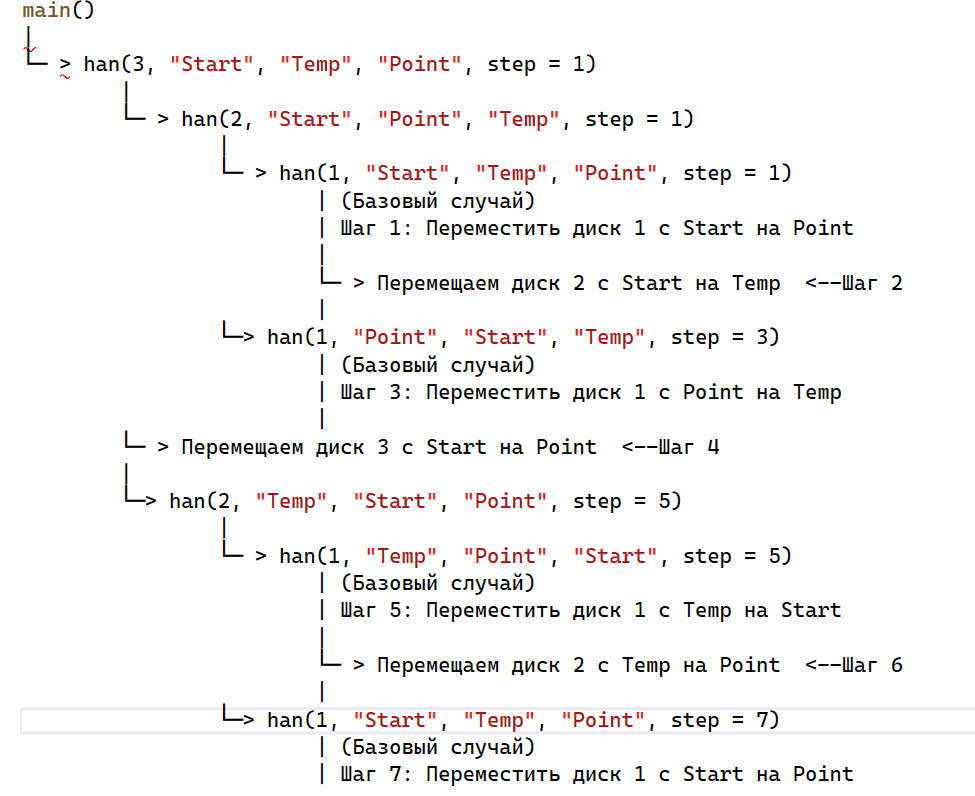 main()
|
└─ > han(3, "Start", "Temp", "Point", step = 1)
|
└─ > han(2, "Start", "Point", "Temp", step = 1)
|
└─ > han(1, "Start", "Temp", "Point", step = 1)
| (Базовый случай)
| Шаг 1: Переместить диск 1 с Start на Point
|
└─ > Перемещаем диск 2 с Start на Temp <--Шаг 2
|
└─> han(1, "Point", "Start", "Temp", step = 3)
| (Базовый случай)
| Шаг 3: Переместить диск 1 с Point на Temp
|
└─ > Перемещаем диск 3 с Start на Point <--Шаг 4
|
└─> han(2, "Temp", "Start", "Point", step = 5)
|
└─ > han(1, "Temp", "Point", "Start", step = 5)
| (Базовый случай)
| Шаг 5: Переместить диск 1 с Temp на Start
|
└─ > Перемещаем диск 2 с Temp на Point <--Шаг 6
|
└─> han(1, "Start", "Temp", "Point", step = 7)
| (Базовый случай)
| Шаг 7: Переместить диск 1 с Start на Point